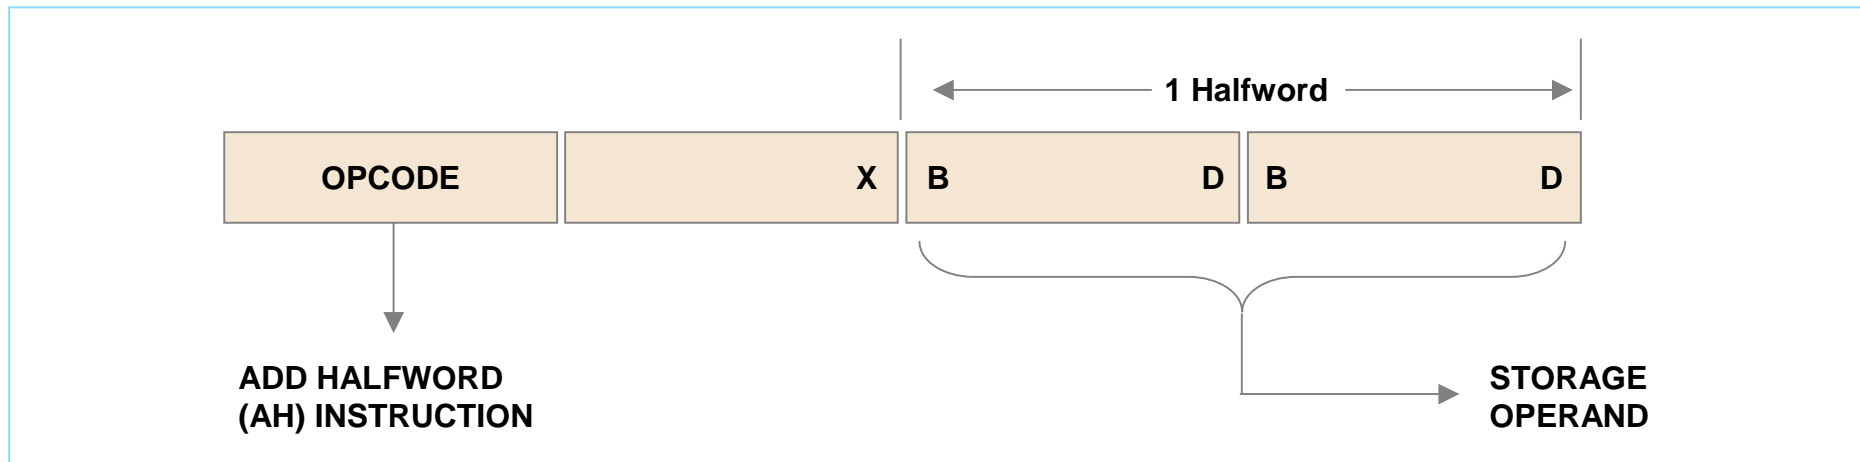 1 Halfword
OPCODE X B D B D
ADD HALFWORD
(AH) INSTRUCTION
STORAGE
OPERAND